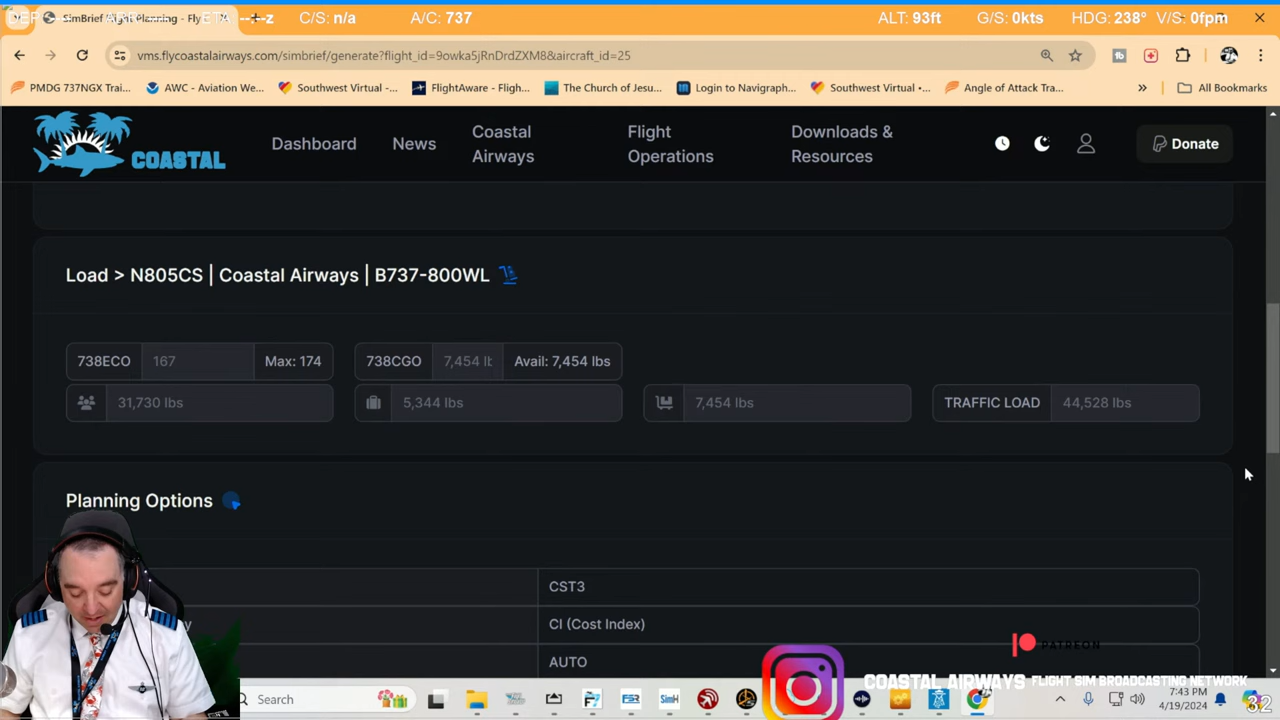 DEP: ---- ARR: ---- ETA --:--z C/S: n/a A/C: 737 ALT: 93ft G/S: 0kts HDG: 238° V/S: 0fpm
SimBrief Flight Planning - Fly
vms.flycoastalairways.com/simbrief/generate?flight_id=9owka5jRnDrdZXM8&aircraft_id=25
PMDG 737NGX Trai... AWC - Aviation We... Southwest Virtual -... FlightAware - Fligh... The Church of Jesu... Login to Navigraph... Southwest Virtual •... Angle of Attack Tra... » All Bookmarks
COASTAL
Dashboard
News
Coastal Airways
Flight Operations
Downloads & Resources
Donate
Load > N805CS | Coastal Airways | B737-800WL
738ECO 167 Max: 174 738CGO 7,454 lb Avail: 7,454 lbs
31,730 lbs 5,344 lbs 7,454 lbs TRAFFIC LOAD 44,528 lbs
Planning Options
CST3
CI (Cost Index)
AUTO
PATREON
COASTAL AIRWAYS FLIGHT SIM BROADCASTING NETWORK
Search
7:43 PM
4/19/2024
32